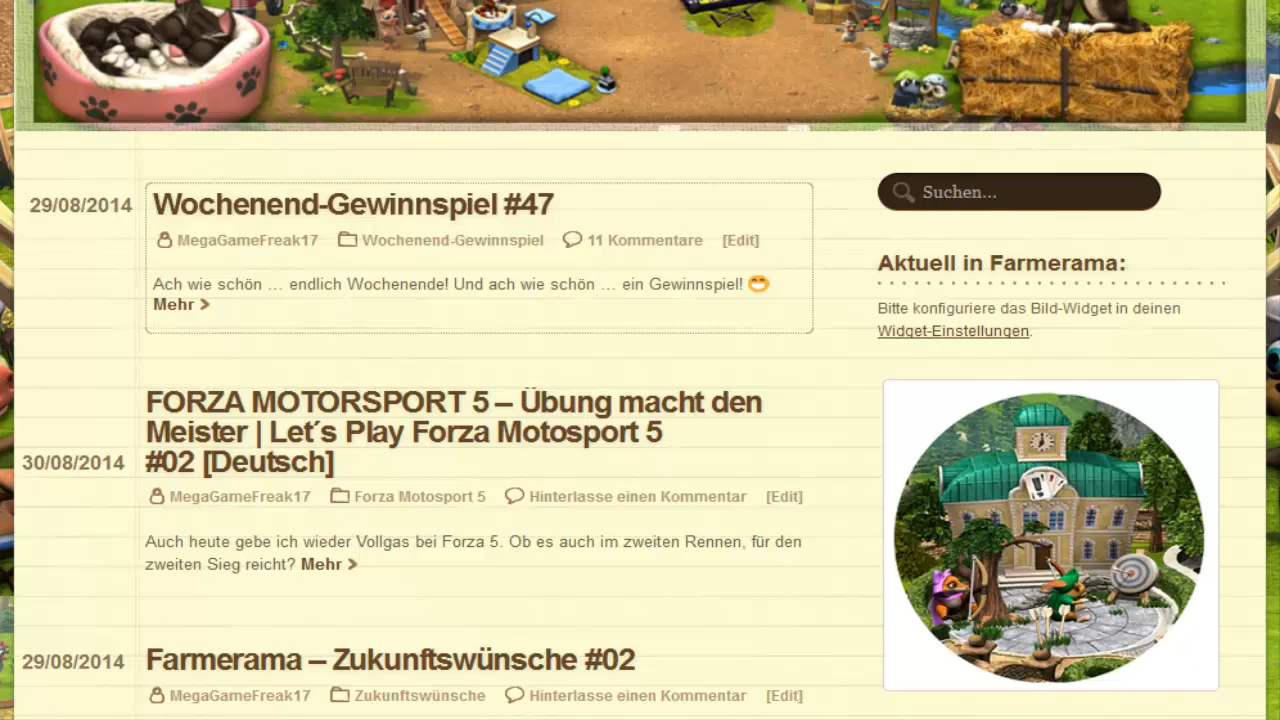 29/08/2014
Wochenend-Gewinnspiel #47
MegaGameFreak17 Wochenend-Gewinnspiel 11 Kommentare [Edit]
Ach wie schön … endlich Wochenende! Und ach wie schön … ein Gewinnspiel!
Mehr
FORZA MOTORSPORT 5 – Übung macht den
Meister | Let´s Play Forza Motosport 5
30/08/2014 #02 [Deutsch]
MegaGameFreak17 Forza Motosport 5 Hinterlasse einen Kommentar [Edit]
Auch heute gebe ich wieder Vollgas bei Forza 5. Ob es auch im zweiten Rennen, für den
zweiten Sieg reicht? Mehr
29/08/2014 Farmerama – Zukunftswünsche #02
MegaGameFreak17 Zukunftswünsche Hinterlasse einen Kommentar [Edit]
Suchen...
Aktuell in Farmerama:
Bitte konfiguriere das Bild-Widget in deinen
Widget-Einstellungen.